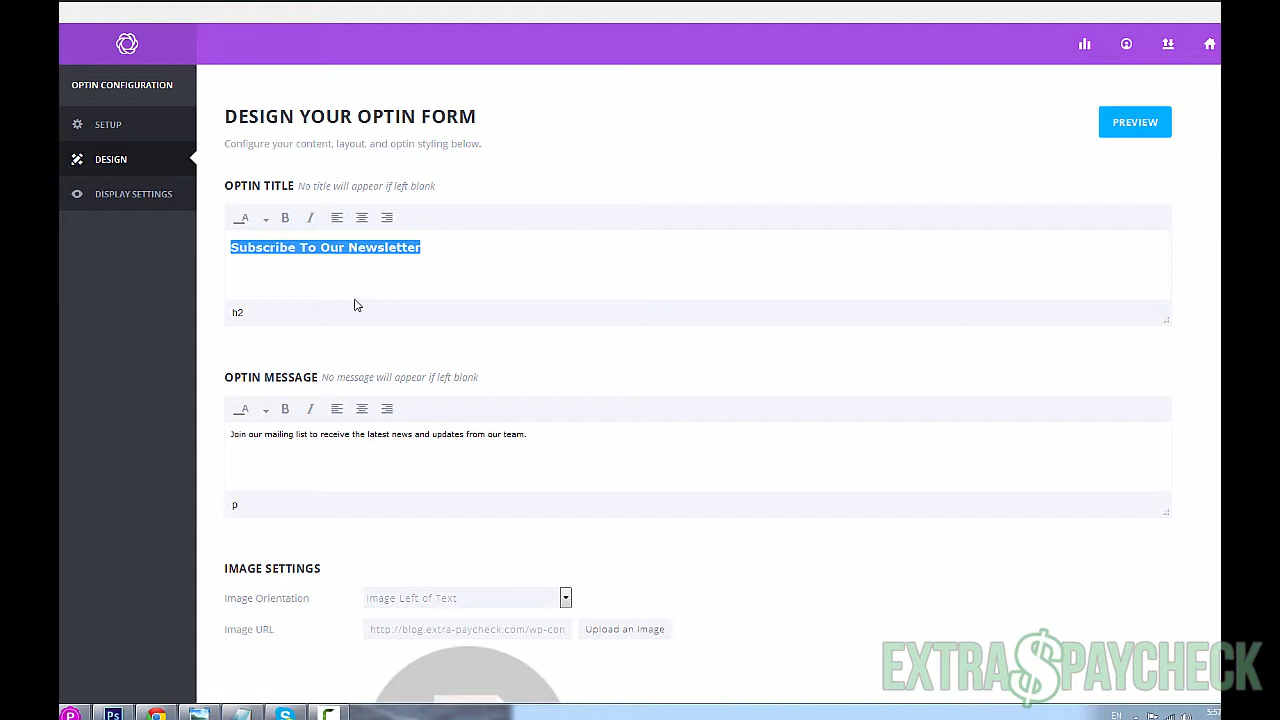 OPTIN CONFIGURATION
SETUP
DESIGN
DISPLAY SETTINGS
DESIGN YOUR OPTIN FORM
PREVIEW
Configure your content, layout, and optin styling below.
OPTIN TITLE No title will appear if left blank
A B I
Subscribe To Our Newsletter
h2
OPTIN MESSAGE No message will appear if left blank
A B I
Join our mailing list to receive the latest news and updates from our team.
p
IMAGE SETTINGS
Image Orientation Image Left of Text
Image URL http://blog.extra-paycheck.com/wp-con Upload an Image
EXTRA$PAYCHECK
Ps
EN
5:57